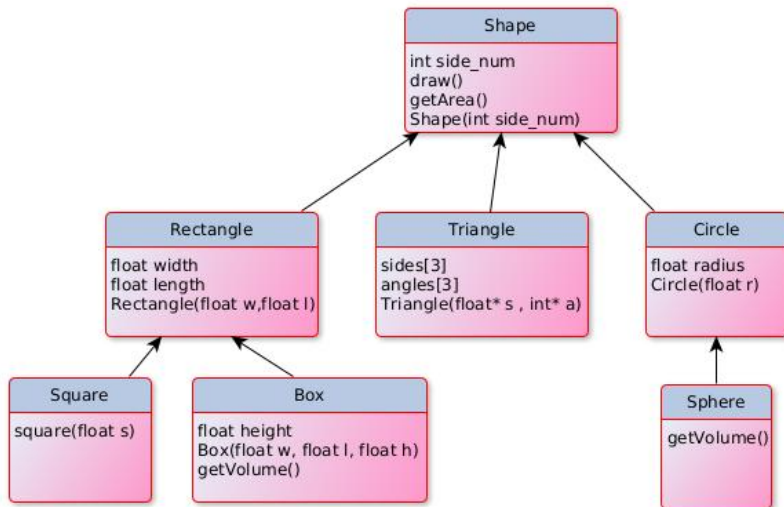 Shape
int side_num
draw()
getArea()
Shape(int side_num)
Rectangle
float width
float length
Rectangle(float w,float l)
Triangle
sides[3]
angles[3]
Triangle(float* s , int* a)
Circle
float radius
Circle(float r)
Square
square(float s)
Box
float height
Box(float w, float l, float h)
getVolume()
Sphere
getVolume()